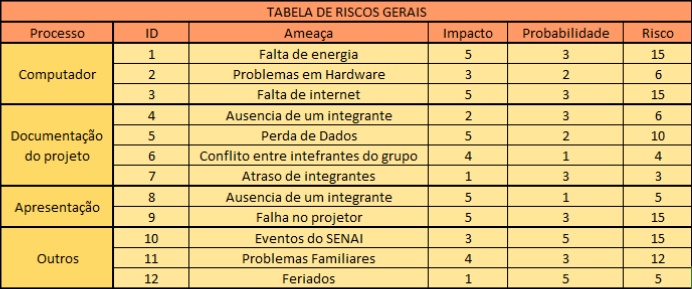 TABELA DE RISCOS GERAIS
Processo ID Ameaça Impacto Probabilidade Risco
Computador
1 Falta de energia 5 3 15
2 Problemas em Hardware 3 2 6
3 Falta de internet 5 3 15
Documentação
do projeto
4 Ausencia de um integrante 2 3 6
5 Perda de Dados 5 2 10
6 Conflito entre intefrantes do grupo 4 1 4
7 Atraso de integrantes 1 3 3
Apresentação
8 Ausencia de um integrante 5 1 5
9 Falha no projetor 5 3 15
Outros
10 Eventos do SENAI 3 5 15
11 Problemas Familiares 4 3 12
12 Feriados 1 5 5